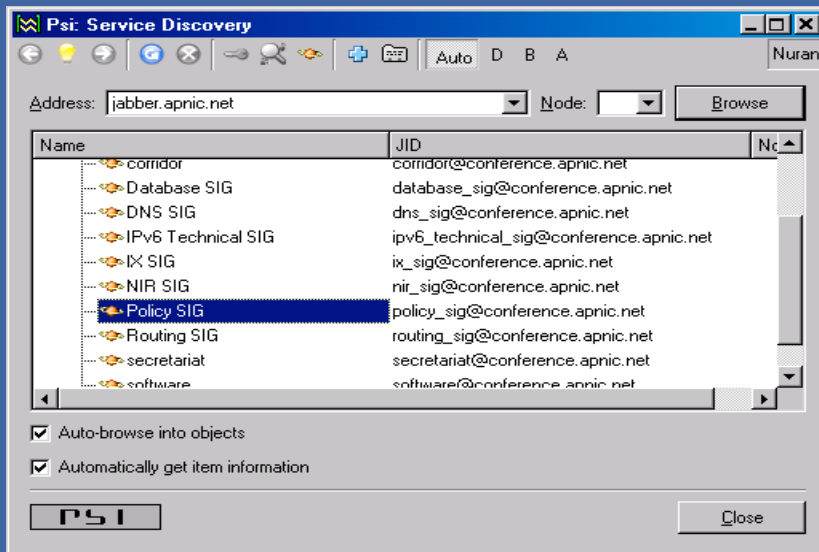 Psi: Service Discovery
Auto D B A Nuran
Address: jabber.apnic.net Node: Browse
Name JID No
corridor corridor@conference.apnic.net
Database SIG database_sig@conference.apnic.net
DNS SIG dns_sig@conference.apnic.net
IPv6 Technical SIG ipv6_technical_sig@conference.apnic.net
IX SIG ix_sig@conference.apnic.net
NIR SIG nir_sig@conference.apnic.net
Policy SIG policy_sig@conference.apnic.net
Routing SIG routing_sig@conference.apnic.net
secretariat secretariat@conference.apnic.net
software software@conference.apnic.net
Auto-browse into objects
Automatically get item information
PSI Close